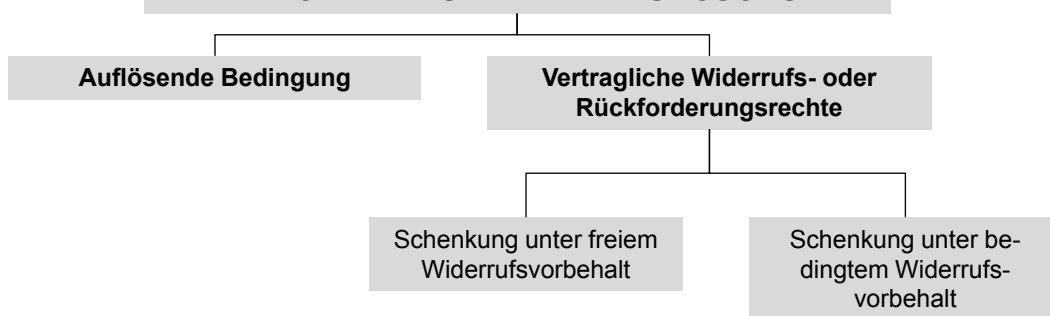 Auflösende Bedingung
Vertragliche Widerrufs- oder
Rückforderungsrechte
Schenkung unter freiem
Widerrufsvorbehalt
Schenkung unter be-
dingtem Widerrufs-
vorbehalt